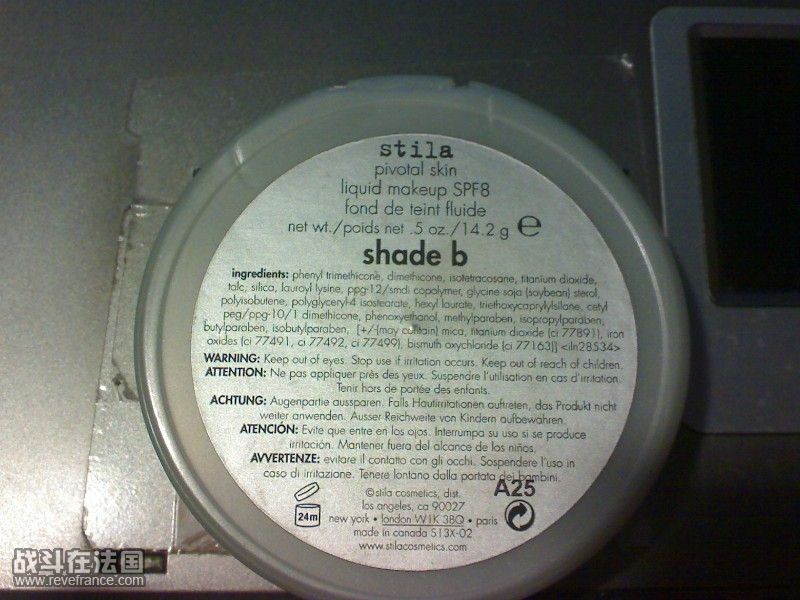 stila
pivotal skin
liquid makeup SPF8
fond de teint fluide
net wt./poids net .5 oz./14.2 g e
shade b
ingredients: phenyl trimethicone, dimethicone, isotetracosane, titanium dioxide,
talc, silica, lauroyl lysine, ppg-12/smdi copolymer, glycine soja (soybean) sterol,
polyisobutene, polyglyceryl-4 isostearate, hexyl laurate, triethoxycaprylylsilane, cetyl
peg/ppg-10/1 dimethicone, phenoxyethanol, methylparaben, isopropylparaben,
butylparaben, isobutylparaben, [+/-(may contain) mica, titanium dioxide (ci 77891), iron
oxides (ci 77491, ci 77492, ci 77499), bismuth oxychloride (ci 77163)] <iln28534>
WARNING: Keep out of eyes. Stop use if irritation occurs. Keep out of reach of children.
ATTENTION: Ne pas appliquer près des yeux. Suspendre l'utilisation en cas d'irritation.
Tenir hors de portée des enfants.
ACHTUNG: Augenpartie aussparen. Falls Hautirritationen auftreten, das Produkt nicht
weiter anwenden. Ausser Reichweite von Kindern aufbewahren.
ATENCIÓN: Evite que entre en los ojos. Interrumpa su uso si se produce
irritación. Mantener fuera del alcance de los niños.
AVVERTENZE: evitare il contatto con gli occhi. Sospendere l'uso in
caso di irritazione. Tenere lontano dalla portata dei bambini.
A25
©stila cosmetics, dist.
los angeles, ca 90027
24m
new york • london W1K 3BQ • paris
made in canada 513X-02
www.stilacosmetics.com
战斗在法国
www.revefrance.com